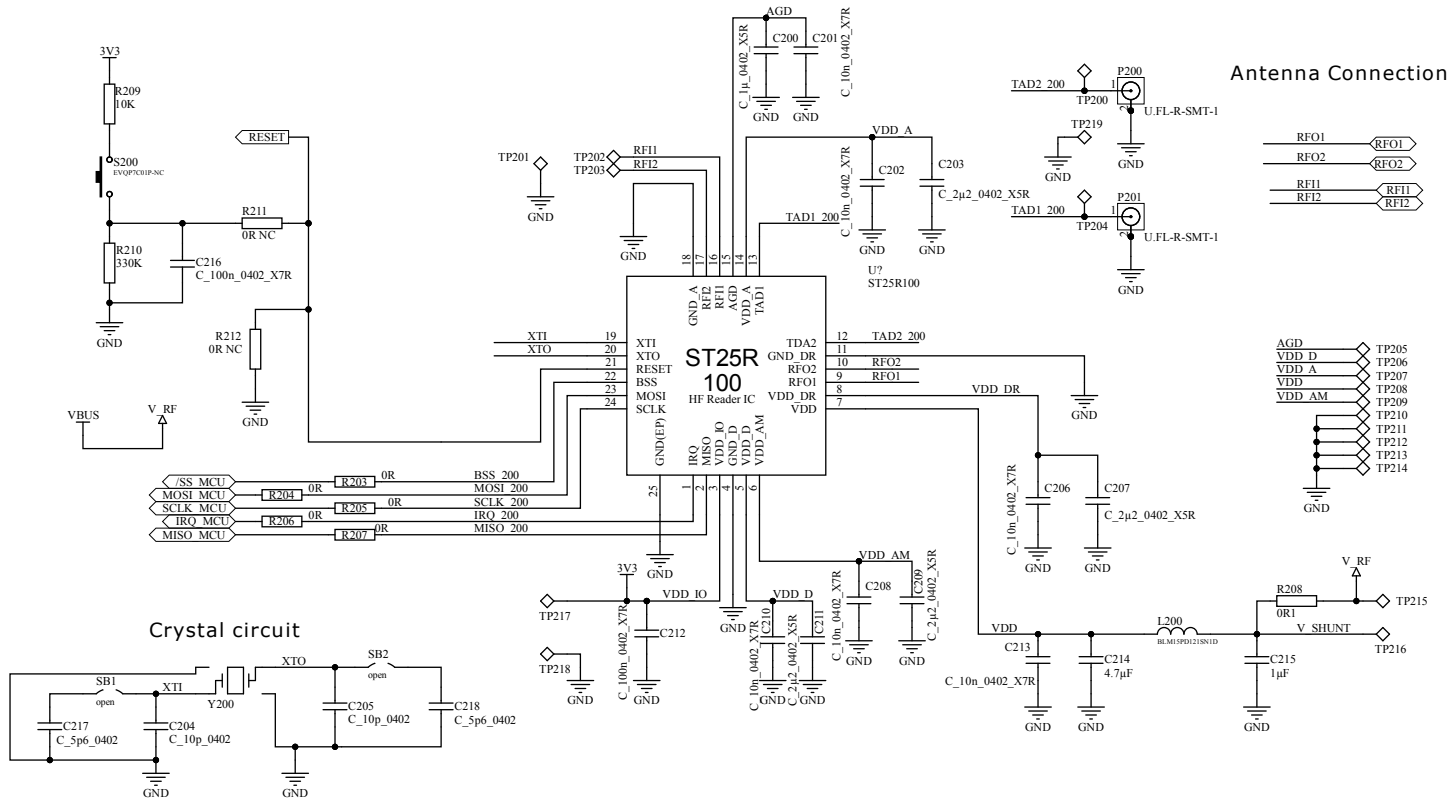 AGD
C200
C_1µ_0402_X5R
GND
C201
C_10n_0402_X7R
GND
3V3
R209
10K
S200
EVQP7C01P-NC
R210
330K
GND
RESET
R211
0R NC
C216
C_100n_0402_X7R
R212
0R NC
GND
VBUS
V_RF
TP201
GND
TP202
RFI1
TP203
RFI2
GND
VDD_A
C202
C_10n_0402_X7R
GND
C203
C_2µ2_0402_X5R
GND
TAD1_200
U?
ST25R100
TAD2_200
TP200
P200
1
2
U.FL-R-SMT-1
GND
TP219
GND
TAD1_200
TP204
P201
1
2
U.FL-R-SMT-1
GND
Antenna Connection
RFO1
RFO1
RFO2
RFO2
RFI1
RFI1
RFI2
RFI2
18
17
16
15
14
13
GND_A
RFI2
RFI1
AGD
VDD_A
TAD1
XTI
19
XTI
XTO
20
XTO
21
RESET
22
BSS
23
MOSI
24
SCLK
ST25R
100
HF Reader IC
TDA2
12
TAD2_200
GND_DR
11
RFO2
10
RFO2
RFO1
9
RFO1
VDD_DR
8
VDD_DR
VDD
7
GND
GND(EP)
IRQ
MISO
VDD_IO
GND_D
VDD_D
VDD_AM
25
1
2
3
4
5
6
/SS_MCU
R203
0R
BSS_200
MOSI_MCU
R204
0R
MOSI_200
SCLK_MCU
R205
0R
SCLK_200
IRQ_MCU
R206
0R
IRQ_200
MISO_MCU
R207
0R
MISO_200
GND
AGD
TP205
VDD_D
TP206
VDD_A
TP207
VDD
TP208
VDD_AM
TP209
TP210
TP211
TP212
TP213
TP214
GND
C206
C_10n_0402_X7R
GND
C207
C_2µ2_0402_X5R
GND
3V3
TP217
VDD_IO
C212
C_100n_0402_X7R
GND
TP218
GND
GND
VDD_D
C210
C_10n_0402_X7R
GND
C211
C_2µ2_0402_X5R
GND
VDD_AM
C208
C_10n_0402_X7R
GND
C209
C_2µ2_0402_X5R
GND
VDD
C213
C_10n_0402_X7R
GND
C214
4.7µF
GND
L200
BLM15PD121SN1D
C215
1µF
GND
R208
0R1
V_RF
TP215
V_SHUNT
TP216
Crystal circuit
SB1
open
XTI
C217
C_5p6_0402
C204
C_10p_0402
GND
Y200
XTO
SB2
open
C205
C_10p_0402
C218
C_5p6_0402
GND